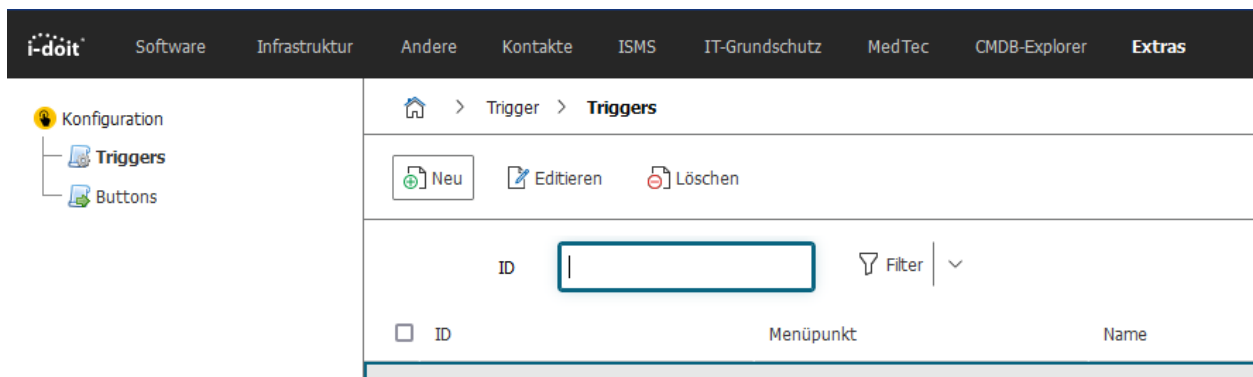 i-doit Software Infrastruktur Andere Kontakte ISMS IT-Grundschutz MedTec CMDB-Explorer Extras
Konfiguration
Triggers
Buttons
> Trigger > Triggers
Neu Editieren Löschen
ID Filter
ID Menüpunkt Name